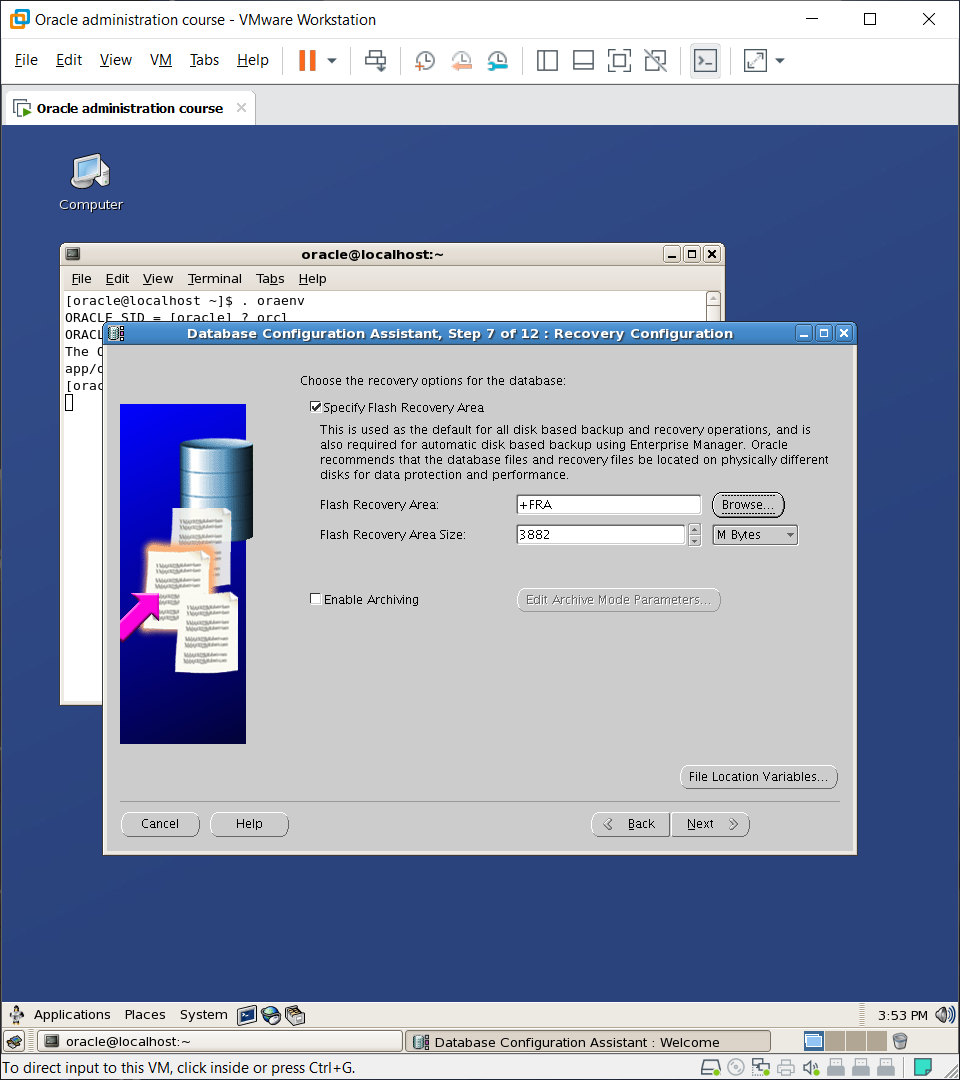 Oracle administration course - VMware Workstation
File Edit View VM Tabs Help
Oracle administration course
Computer
oracle@localhost:~
File Edit View Terminal Tabs Help
[oracle@localhost ~]$ . oraenv
ORACLE_SID = [oracle] ? orcl
ORACL
The O
app/o
[orac
Database Configuration Assistant, Step 7 of 12 : Recovery Configuration
Choose the recovery options for the database:
Specify Flash Recovery Area
This is used as the default for all disk based backup and recovery operations, and is
also required for automatic disk based backup using Enterprise Manager. Oracle
recommends that the database files and recovery files be located on physically different
disks for data protection and performance.
Flash Recovery Area: +FRA Browse...
Flash Recovery Area Size: 3882 M Bytes
Enable Archiving Edit Archive Mode Parameters...
File Location Variables...
Cancel Help Back Next
Applications Places System 3:53 PM
oracle@localhost:~ Database Configuration Assistant : Welcome
To direct input to this VM, click inside or press Ctrl+G.